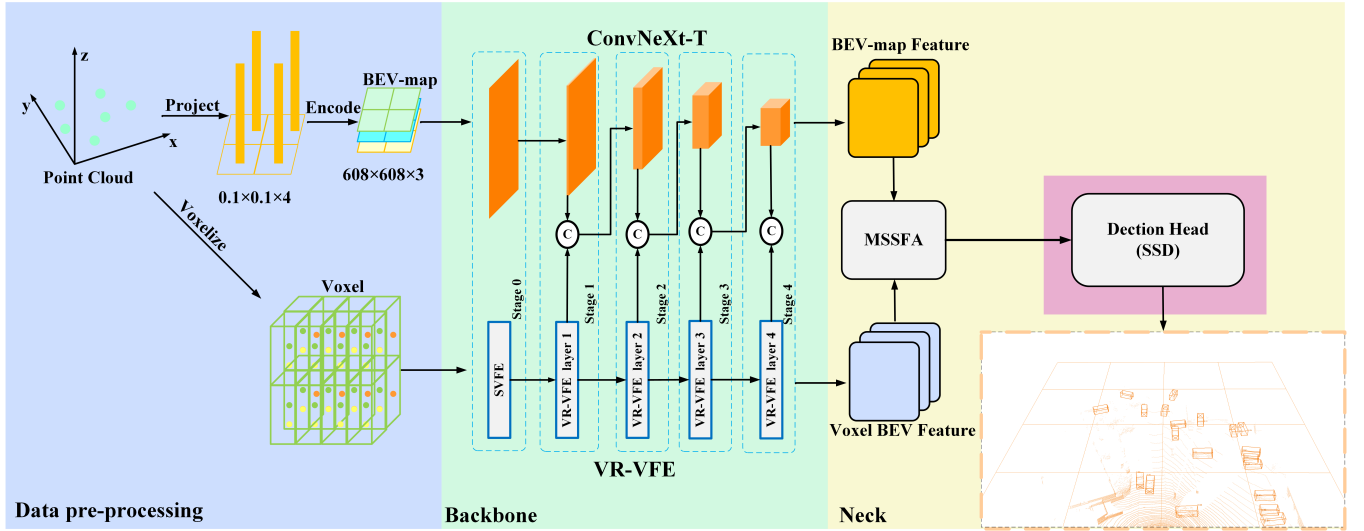 z
y
x
Point Cloud
Project
0.1×0.1×4
Encode
BEV-map
608×608×3
Voxelize
Voxel
Data pre-processing
ConvNeXt-T
C
C
C
C
Stage 0
Stage 1
Stage 2
Stage 3
Stage 4
SVFE
VR-VFE layer 1
VR-VFE layer 2
VR-VFE layer 3
VR-VFE layer 4
VR-VFE
Backbone
BEV-map Feature
MSSFA
Voxel BEV Feature
Neck
Dection Head
(SSD)